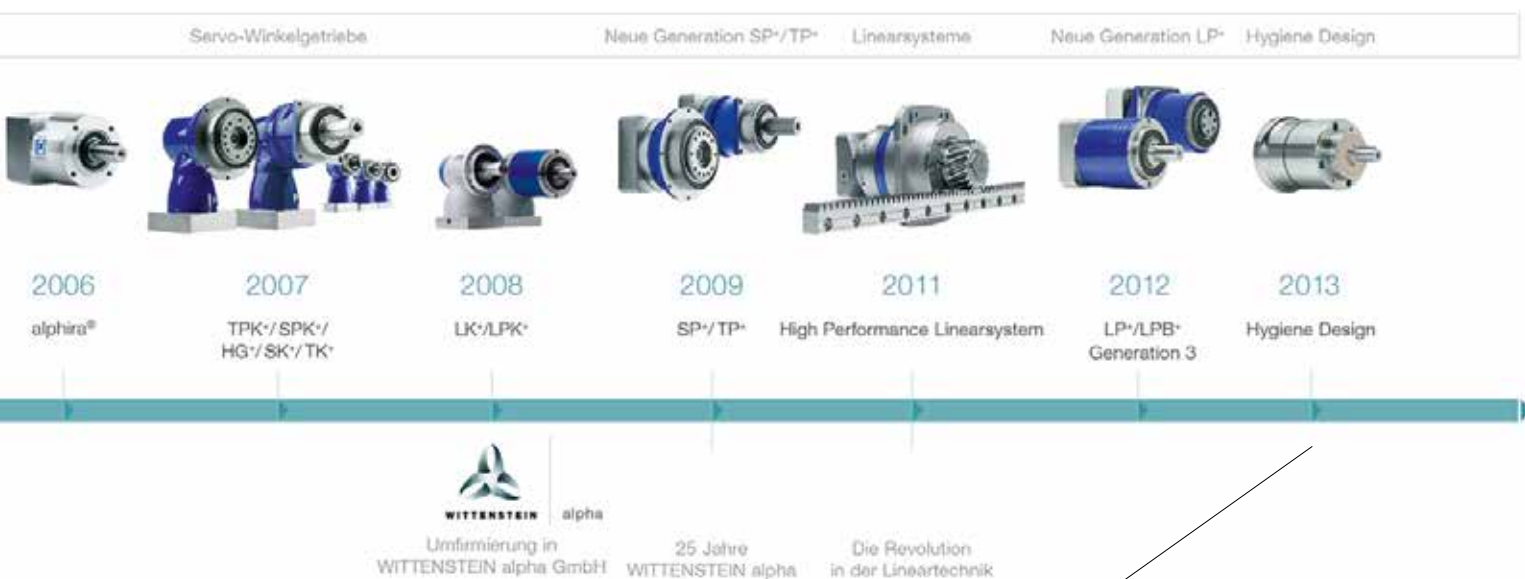 Servo-Winkelgetriebe
Neue Generation SP⁺/TP⁺
Linearsysteme
Neue Generation LP⁺
Hygiene Design
2006
alphira®
2007
TPK⁺/SPK⁺/
HG⁺/SK⁺/TK⁺
2008
LK⁺/LPK⁺
2009
SP⁺/TP⁺
2011
High Performance Linearsystem
2012
LP⁺/LPB⁺
Generation 3
2013
Hygiene Design
WITTENSTEIN alpha
Umfirmierung in
WITTENSTEIN alpha GmbH
25 Jahre
WITTENSTEIN alpha
Die Revolution
in der Lineartechnik